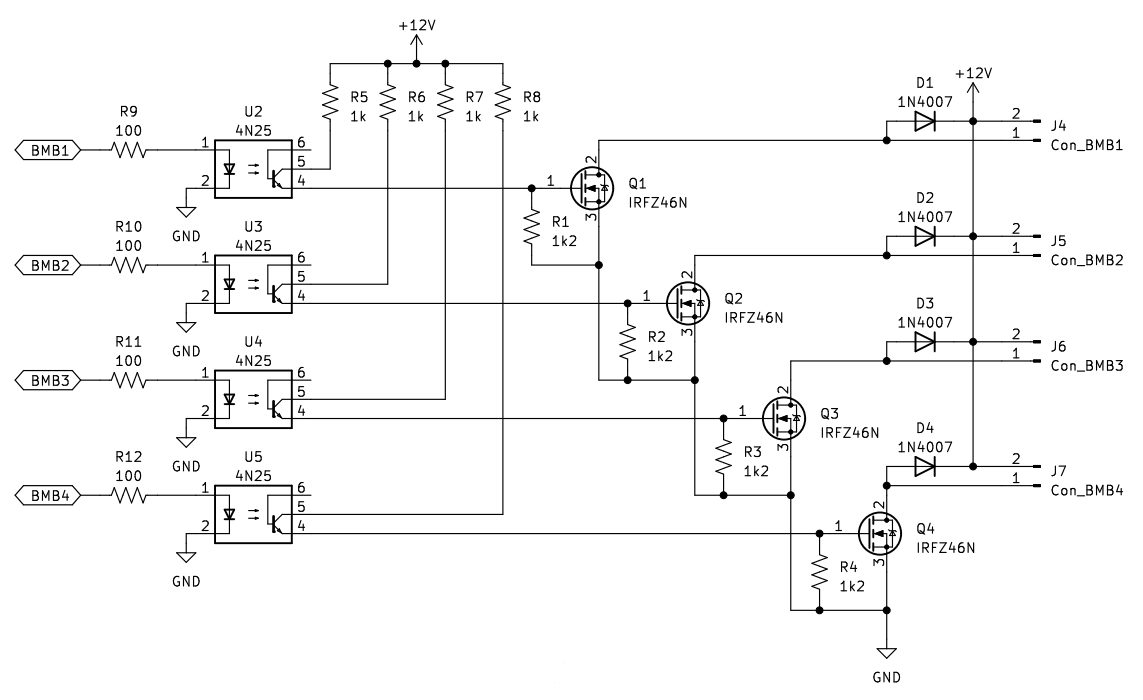 +12V
R5
1k
R6
1k
R7
1k
R8
1k
D1
1N4007
+12V
2
1
J4
Con_BMB1
BMB1
R9
100
U2
4N25
1
2
6
5
4
GND
1
2
3
Q1
IRFZ46N
R1
1k2
D2
1N4007
2
1
J5
Con_BMB2
BMB2
R10
100
U3
4N25
1
2
6
5
4
GND
1
2
3
Q2
IRFZ46N
R2
1k2
D3
1N4007
2
1
J6
Con_BMB3
BMB3
R11
100
U4
4N25
1
2
6
5
4
GND
1
2
3
Q3
IRFZ46N
R3
1k2
D4
1N4007
2
1
J7
Con_BMB4
BMB4
R12
100
U5
4N25
1
2
6
5
4
GND
1
2
3
Q4
IRFZ46N
R4
1k2
GND